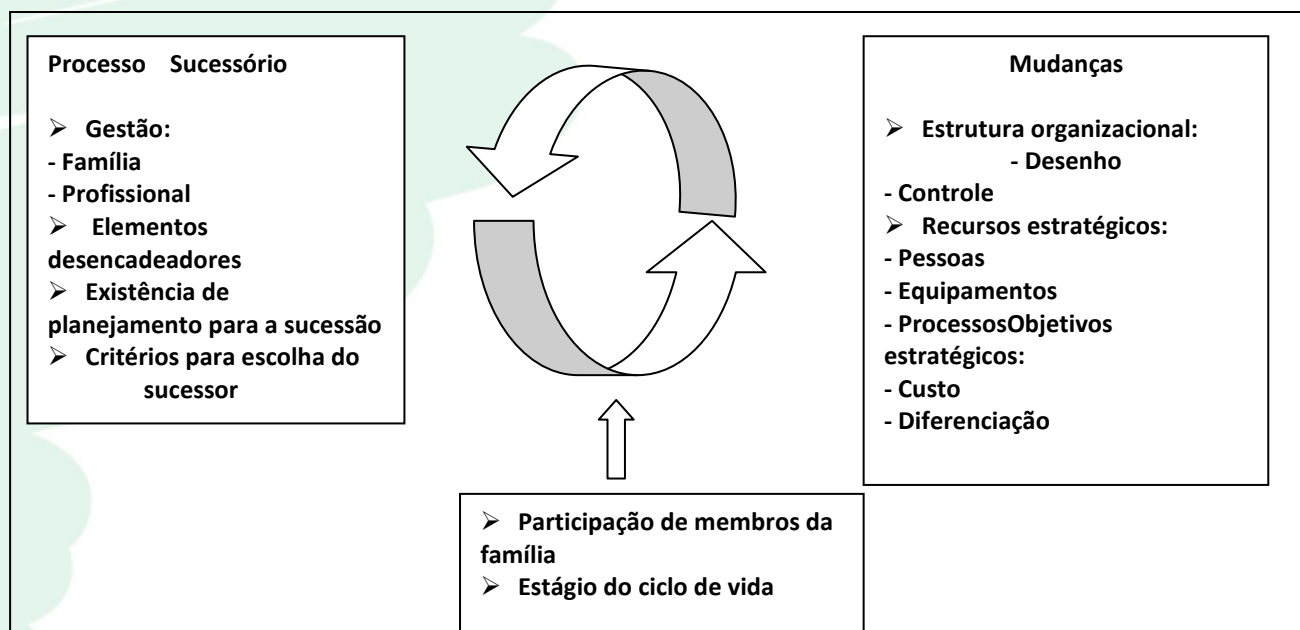 Processo Sucessório
➢ Gestão:
- Família
- Profissional
➢ Elementos
desencadeadores
➢ Existência de
planejamento para a sucessão
➢ Critérios para escolha do
sucessor
Mudanças
➢ Estrutura organizacional:
- Desenho
- Controle
➢ Recursos estratégicos:
- Pessoas
- Equipamentos
- ProcessosObjetivos
estratégicos:
- Custo
- Diferenciação
➢ Participação de membros da
família
➢ Estágio do ciclo de vida